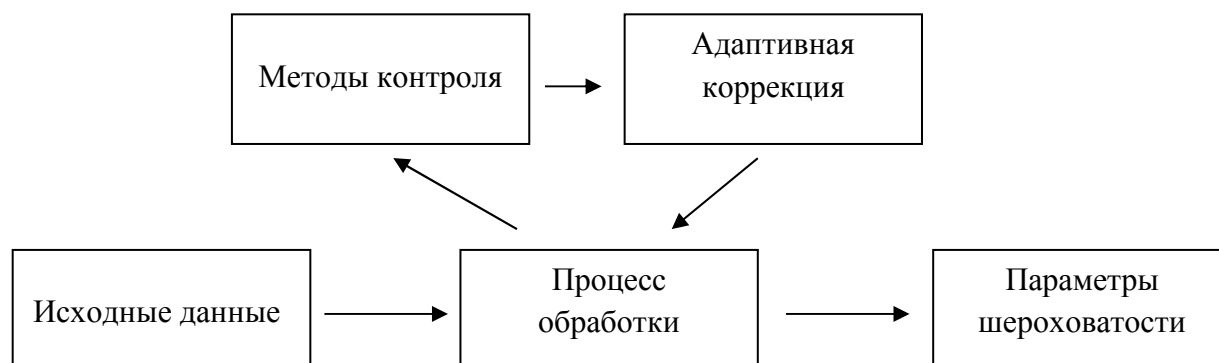 Методы контроля
Адаптивная
коррекция
Исходные данные
Процесс
обработки
Параметры
шероховатости